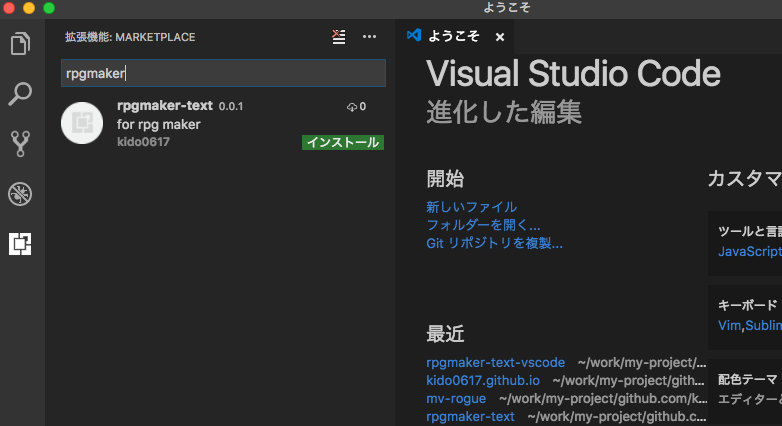 ようこそ
拡張機能: MARKETPLACE
rpgmaker
rpgmaker-text 0.0.1 0
for rpg maker
kido0617 インストール
ようこそ
Visual Studio Code
進化した編集
開始
新しいファイル
フォルダーを開く...
Git リポジトリを複製...
最近
rpgmaker-text-vscode ~/work/my-project/...
kido0617.github.io ~/work/my-project/gith...
mv-rogue ~/work/my-project/github.com/k...
rpgmaker-text ~/work/my-project/github.c...
カスタマ
ツールと言語
JavaScript
キーボード
Vim,Sublim
配色テーマ
エディターと